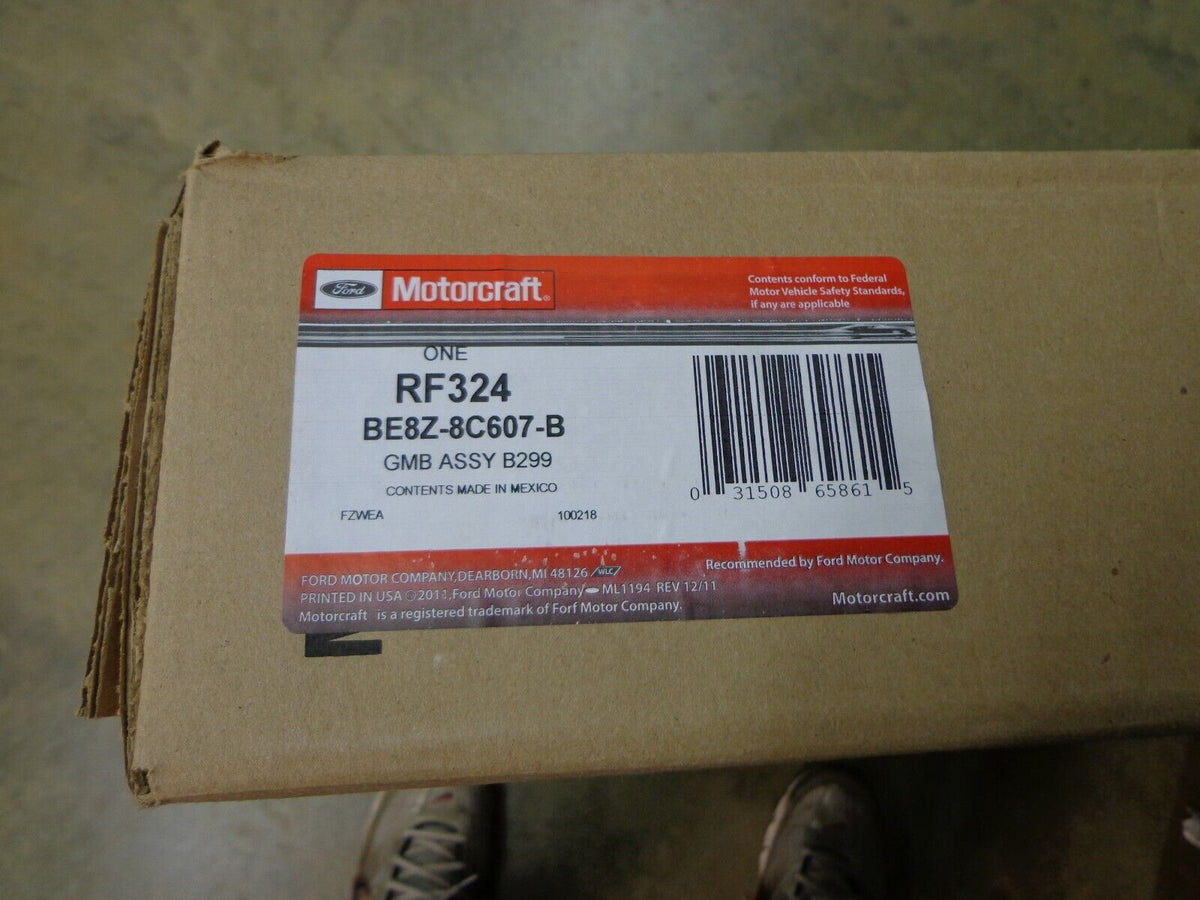 Ford Motorcraft®
Contents conform to Federal
Motor Vehicle Safety Standards,
if any are applicable
ONE
RF324
BE8Z-8C607-B
GMB ASSY B299
CONTENTS MADE IN MEXICO
FZWEA 100218
0 31508 65861 5
FORD MOTOR COMPANY,DEARBORN,MI 48126 WLC
PRINTED IN USA ©2011,Ford Motor Company ML1194 REV 12/11
Motorcraft is a registered trademark of Forf Motor Company.
Recommended by Ford Motor Company.
Motorcraft.com